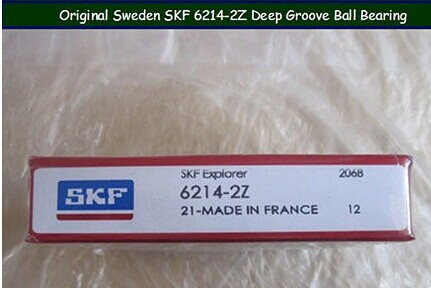 Original Sweden SKF 6214-2Z Deep Groove Ball Bearing
SKF Explorer 206B
SKF 6214-2Z
21-MADE IN FRANCE 12